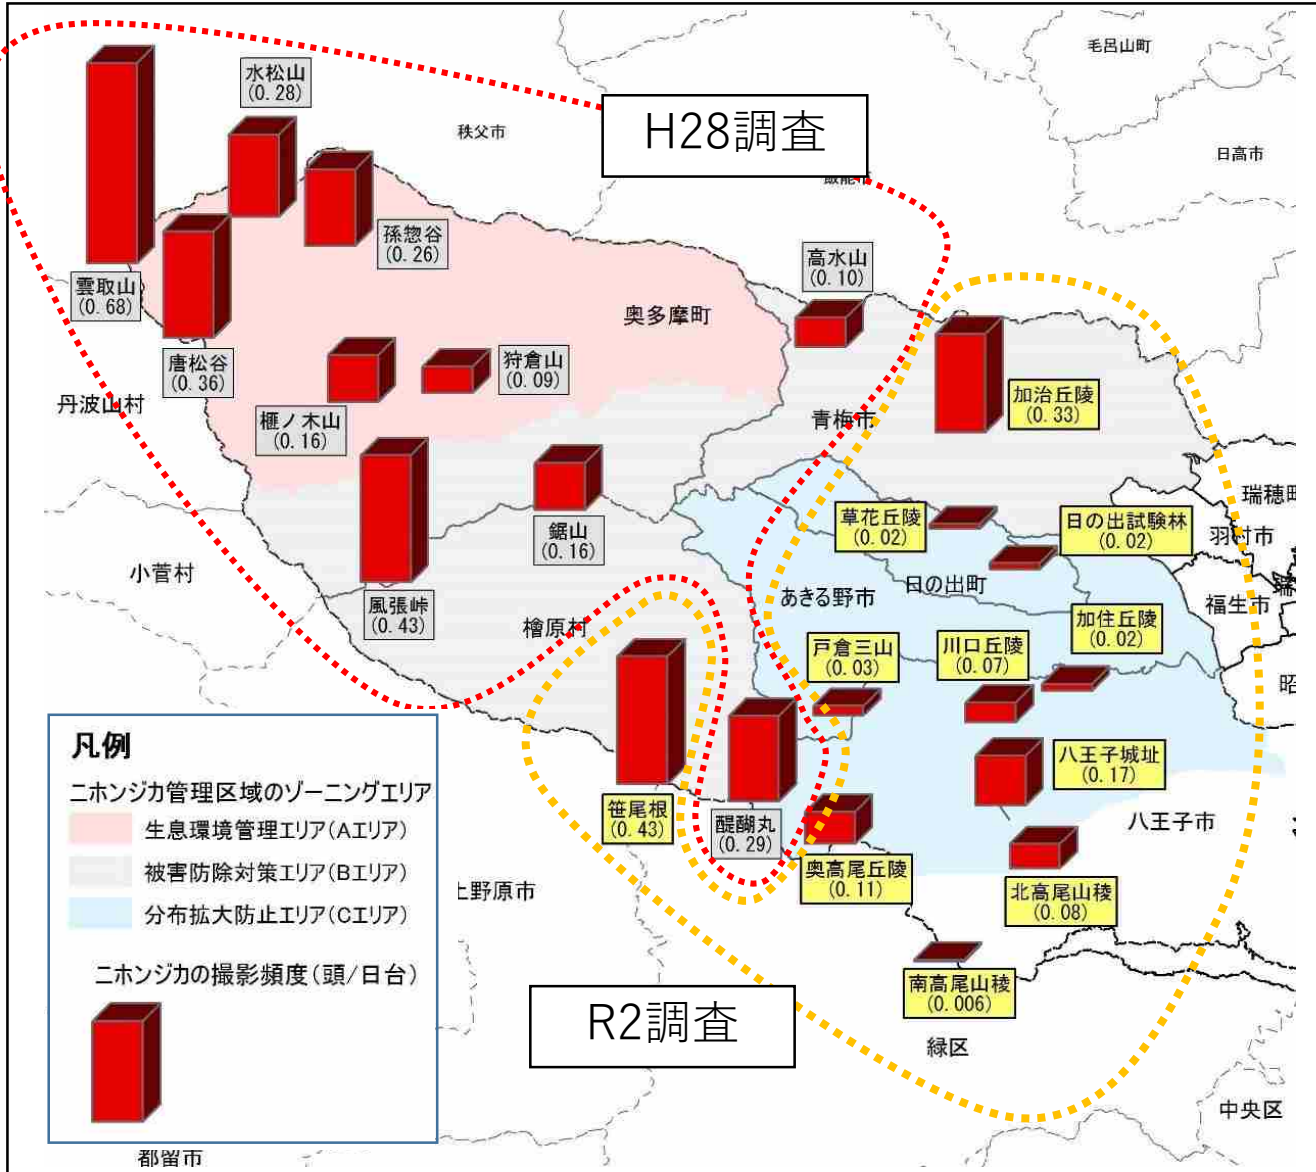 毛呂山町
水松山
(0.28)
H28調査
秩父市
日高市
飯能市
孫惣谷
(0.26)
高水山
(0.10)
雲取山
(0.68)
奥多摩町
唐松谷
(0.36)
狩倉山
(0.09)
丹波山村
榧ノ木山
(0.16)
青梅市
加治丘陵
(0.33)
瑞穂町
草花丘陵
(0.02)
日の出試験林
(0.02)
羽村市
鋸山
(0.16)
小菅村
日の出町
あきる野市
福生市
風張峠
(0.43)
檜原村
加住丘陵
(0.02)
戸倉三山
(0.03)
川口丘陵
(0.07)
昭
八王子城址
(0.17)
笹尾根
(0.43)
醍醐丸
(0.29)
八王子市
奥高尾丘陵
(0.11)
北高尾山稜
(0.08)
上野原市
南高尾山稜
(0.006)
R2調査
緑区
中央区
都留市
凡例
ニホンジカ管理区域のゾーニングエリア
生息環境管理エリア(Aエリア)
被害防除対策エリア(Bエリア)
分布拡大防止エリア(Cエリア)
ニホンジカの撮影頻度(頭/日台)